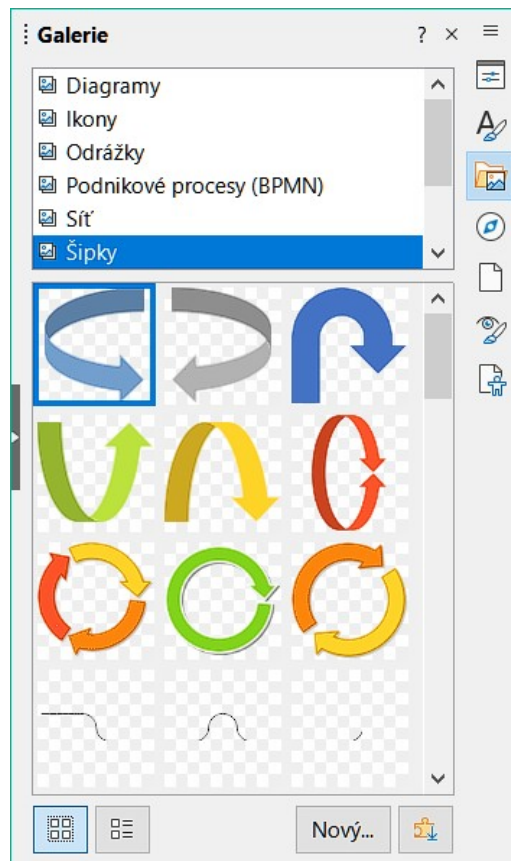 Galerie
Diagramy
Ikony
Odrážky
Podnikové procesy (BPMN)
Síť
Šipky
Nový...